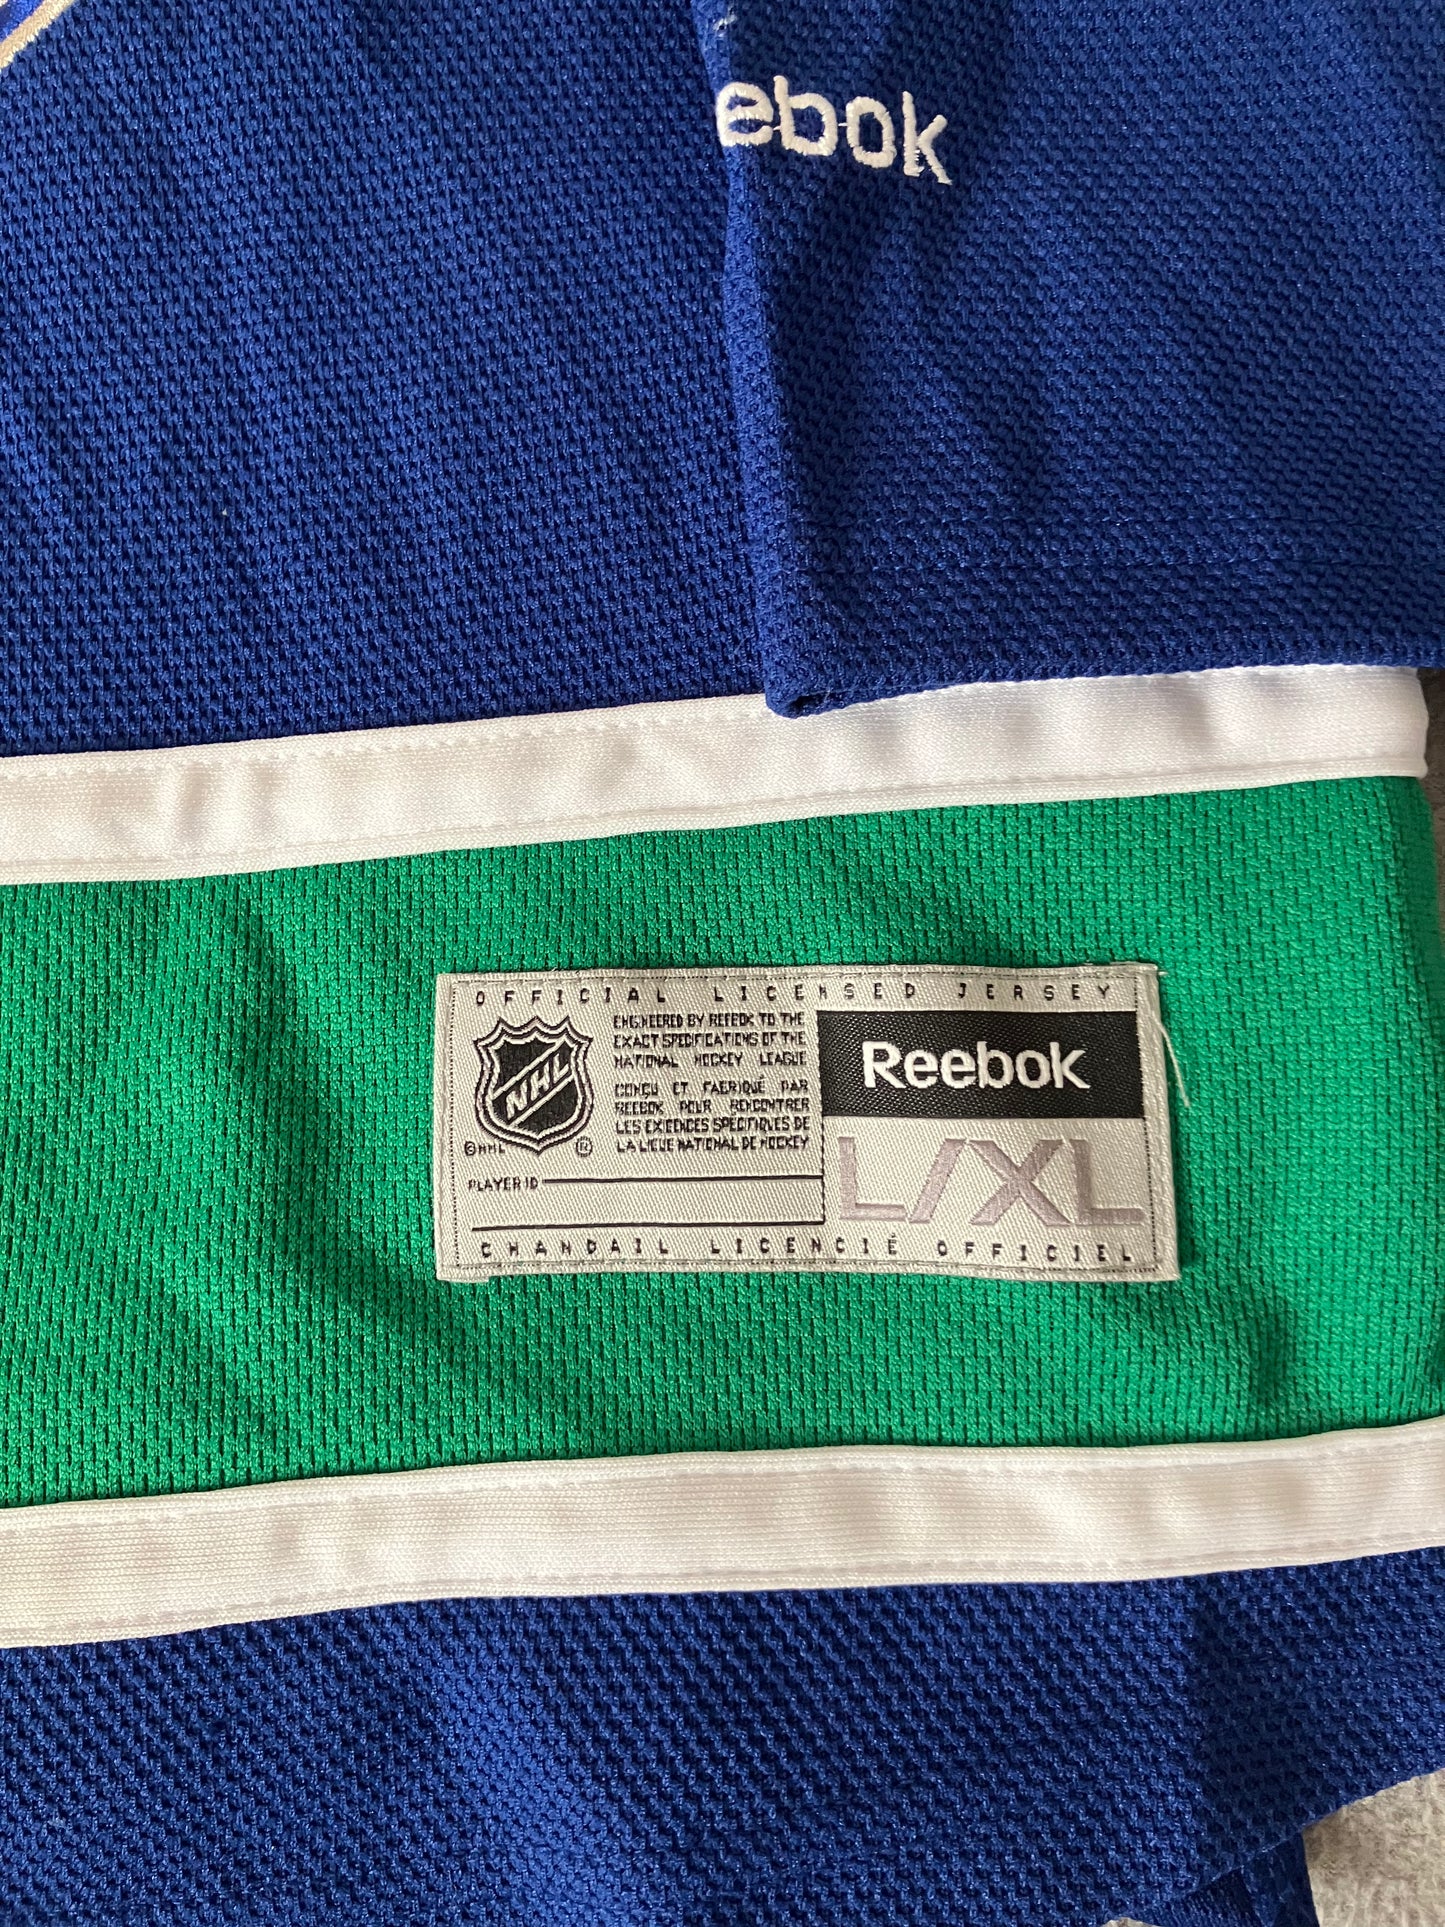 ebok
OFFICIAL LICENSED JERSEY
NHL
©NHL ®
ENGINEERED BY REEBOK TO THE
EXACT SPECIFICATIONS OF THE
NATIONAL HOCKEY LEAGUE
CONÇU ET FABRIQUÉ PAR
REEBOK POUR RENCONTRER
LES EXIGENCES SPÉCIFIQUES DE
LA LIGUE NATIONAL DE HOCKEY
PLAYER ID
Reebok
L/XL
CHANDAIL LICENCIÉ OFFICIEL